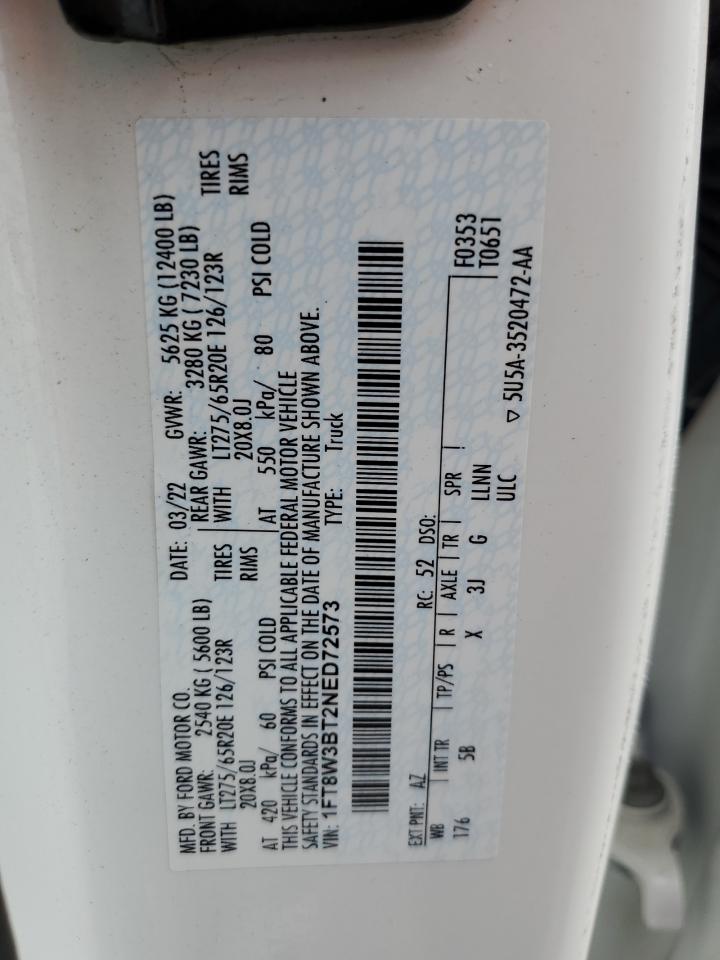 MFD. BY FORD MOTOR CO.
DATE: 03/22 GVWR: 5625 KG (12400 LB)
FRONT GAWR: 2540 KG ( 5600 LB) REAR GAWR: 3280 KG ( 7230 LB)
WITH LT275/65R20E 126/123R TIRES WITH LT275/65R20E 126/123R TIRES
20X8.0J RIMS 20X8.0J RIMS
AT 420 kPa/ 60 PSI COLD AT 550 kPa/ 80 PSI COLD
THIS VEHICLE CONFORMS TO ALL APPLICABLE FEDERAL MOTOR VEHICLE
SAFETY STANDARDS IN EFFECT ON THE DATE OF MANUFACTURE SHOWN ABOVE.
VIN: 1FT8W3BT2NED72573 TYPE: Truck
EXT PNT: AZ RC: 52 DSO:
WB INT TR TP/PS R AXLE TR SPR F0353
176 5B X 3J G LLNN T0651
ULC
▽ 5U5A-3520472-AA